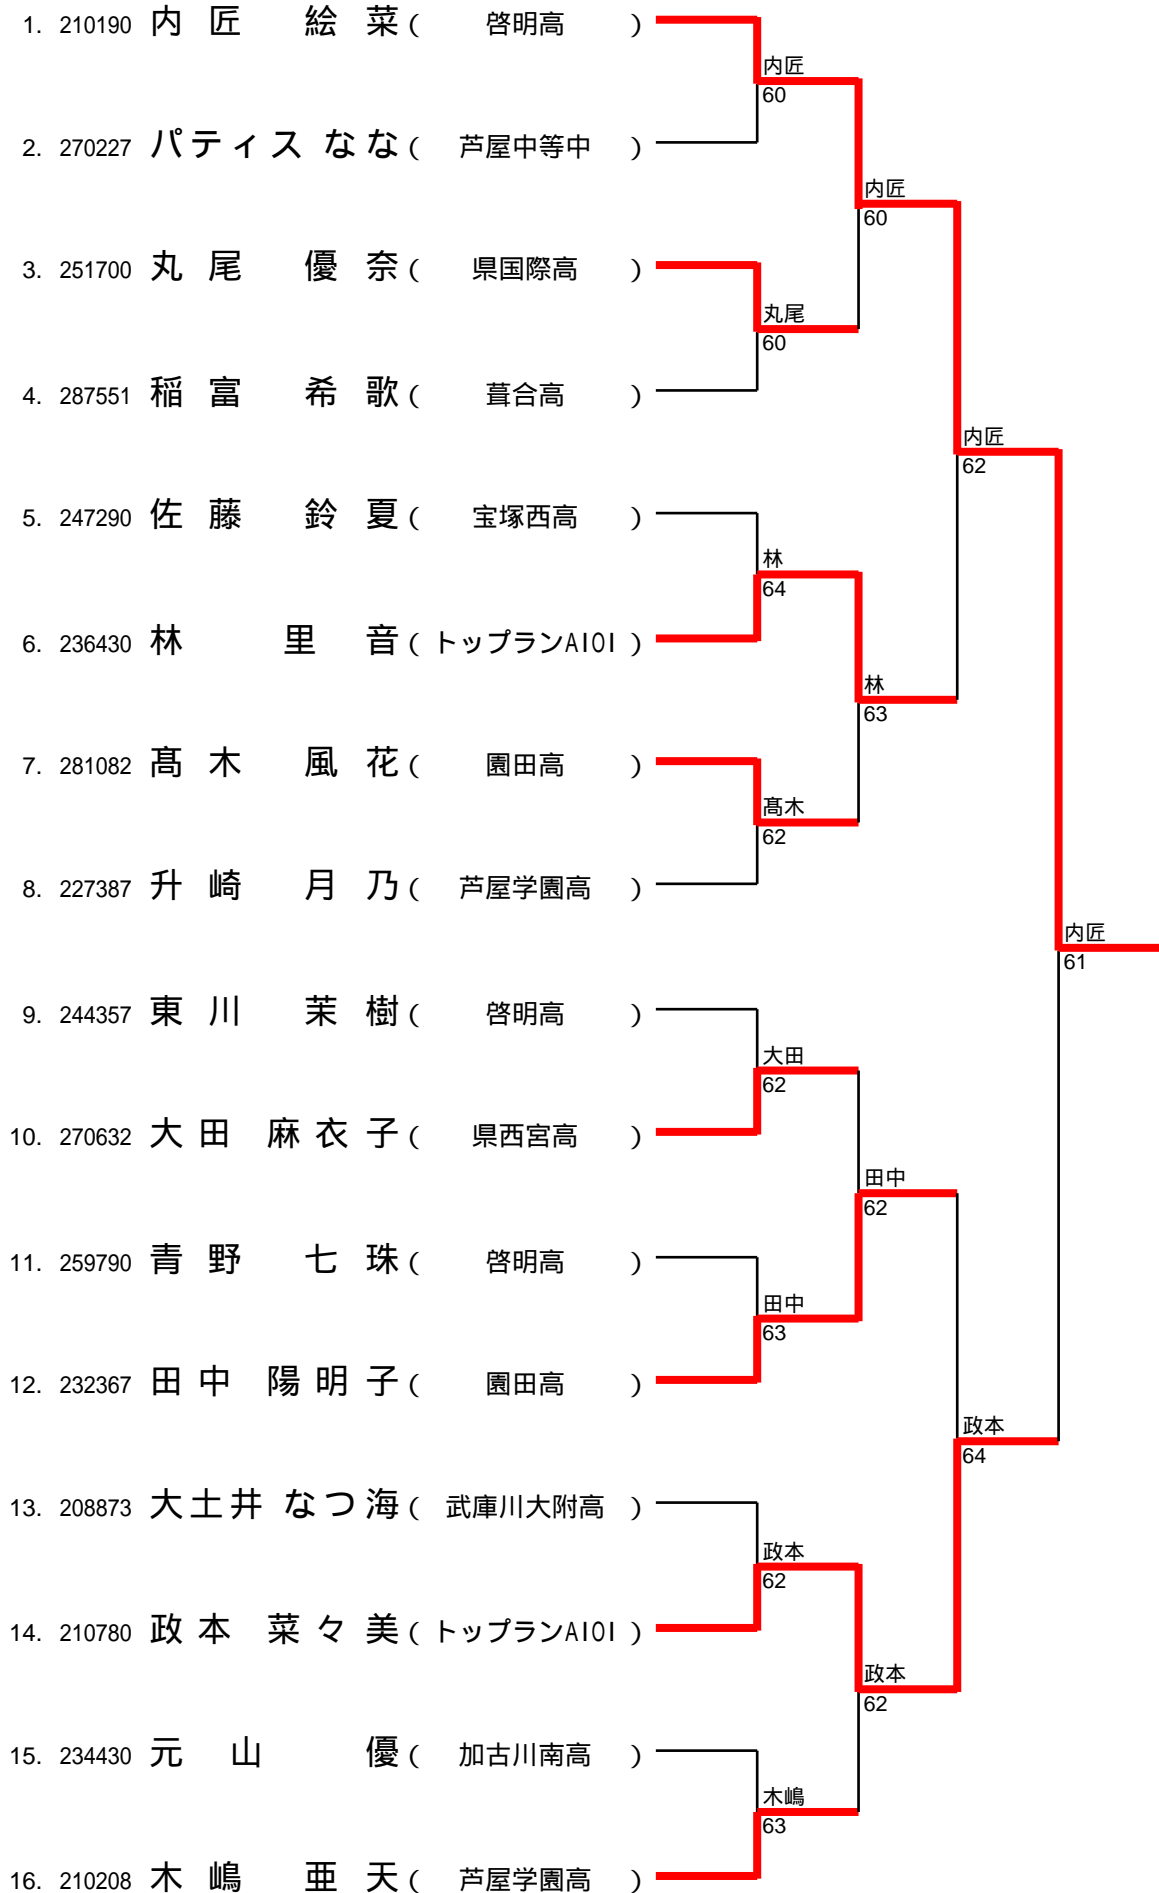 1. 210190 内匠 絵菜 ( 啓明高 )
内匠
60
2. 270227 パティス なな ( 芦屋中等中 )
内匠
60
3. 251700 丸尾 優奈 ( 県国際高 )
丸尾
60
4. 287551 稲富 希歌 ( 葺合高 )
内匠
62
5. 247290 佐藤 鈴夏 ( 宝塚西高 )
林
64
6. 236430 林 里音 ( トップランAIOI )
林
63
7. 281082 髙木 風花 ( 園田高 )
髙木
62
8. 227387 升崎 月乃 ( 芦屋学園高 )
内匠
61
9. 244357 東川 茉樹 ( 啓明高 )
大田
62
10. 270632 大田 麻衣子 ( 県西宮高 )
田中
62
11. 259790 青野 七珠 ( 啓明高 )
田中
63
12. 232367 田中 陽明子 ( 園田高 )
政本
64
13. 208873 大土井 なつ海 ( 武庫川大附高 )
政本
62
14. 210780 政本 菜々美 ( トップランAIOI )
政本
62
15. 234430 元山 優 ( 加古川南高 )
木嶋
63
16. 210208 木嶋 亜天 ( 芦屋学園高 )